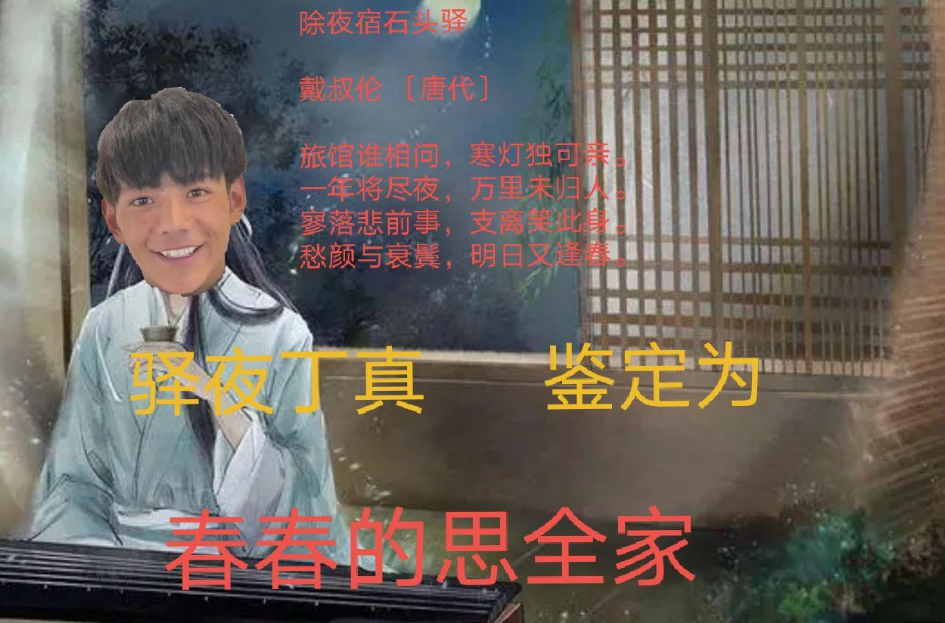 除夜宿石头驿
戴叔伦 〔唐代〕
旅馆谁相问，寒灯独可亲。
一年将尽夜，万里未归人。
寥落悲前事，支离笑此身。
愁颜与衰鬓，明日又逢春。
驿夜丁真 鉴定为
春春的思全家